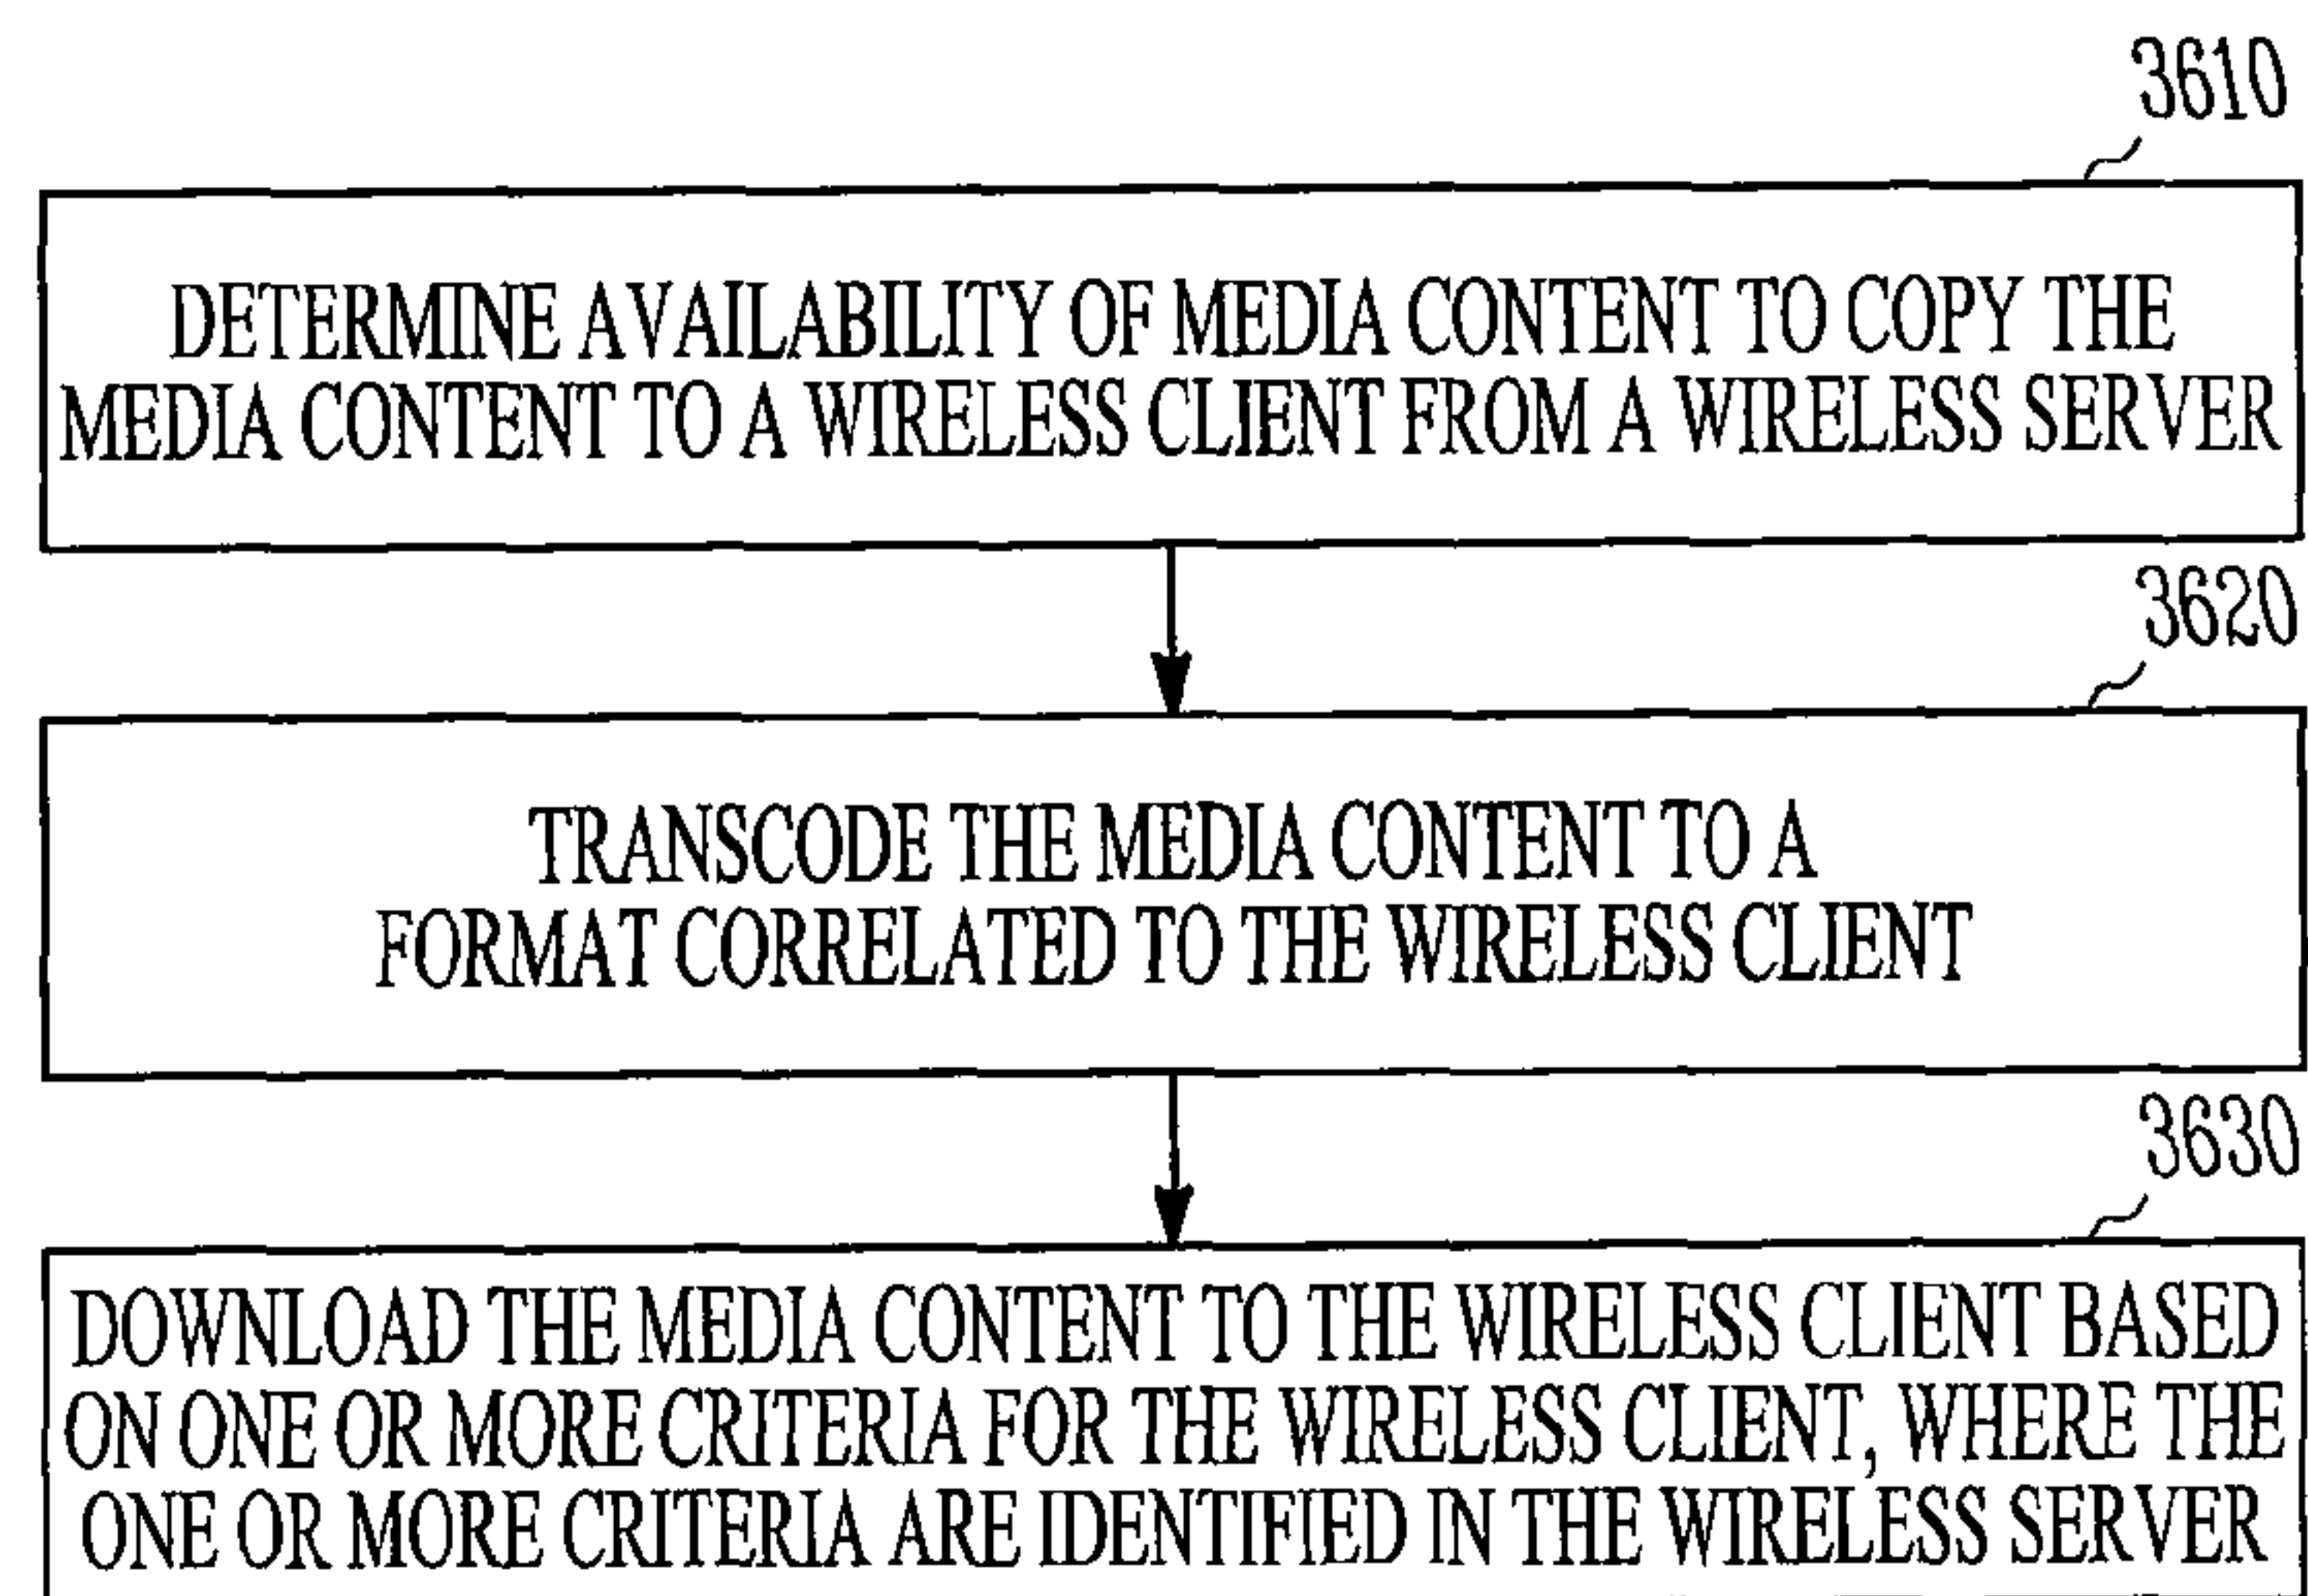 3610
DETERMINE AVAILABILITY OF MEDIA CONTENT TO COPY THE
MEDIA CONTENT TO A WIRELESS CLIENT FROM A WIRELESS SERVER
3620
TRANSCODE THE MEDIA CONTENT TO A
FORMAT CORRELATED TO THE WIRELESS CLIENT
3630
DOWNLOAD THE MEDIA CONTENT TO THE WIRELESS CLIENT BASED
ON ONE OR MORE CRITERIA FOR THE WIRELESS CLIENT, WHERE THE
ONE OR MORE CRITERIA ARE IDENTIFIED IN THE WIRELESS SERVER